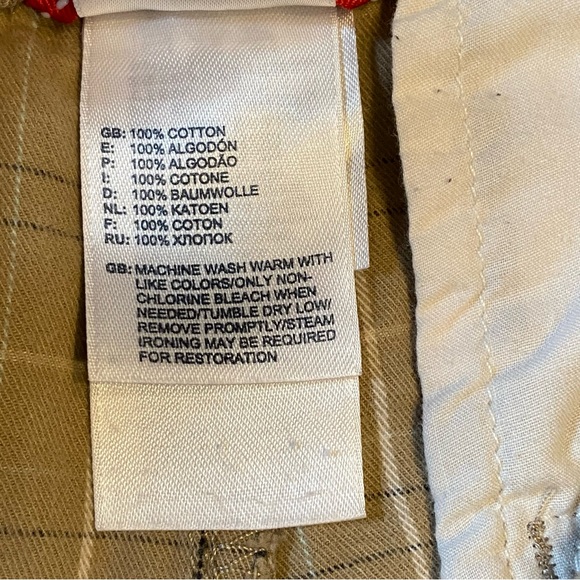 GB: 100% COTTON
E: 100% ALGODÓN
P: 100% ALGODÃO
I: 100% COTONE
D: 100% BAUMWOLLE
NL: 100% KATOEN
F: 100% COTON
RU: 100% ХЛОПОК
GB: MACHINE WASH WARM WITH
LIKE COLORS/ONLY NON-
CHLORINE BLEACH WHEN
NEEDED/TUMBLE DRY LOW/
REMOVE PROMPTLY/STEAM
IRONING MAY BE REQUIRED
FOR RESTORATION